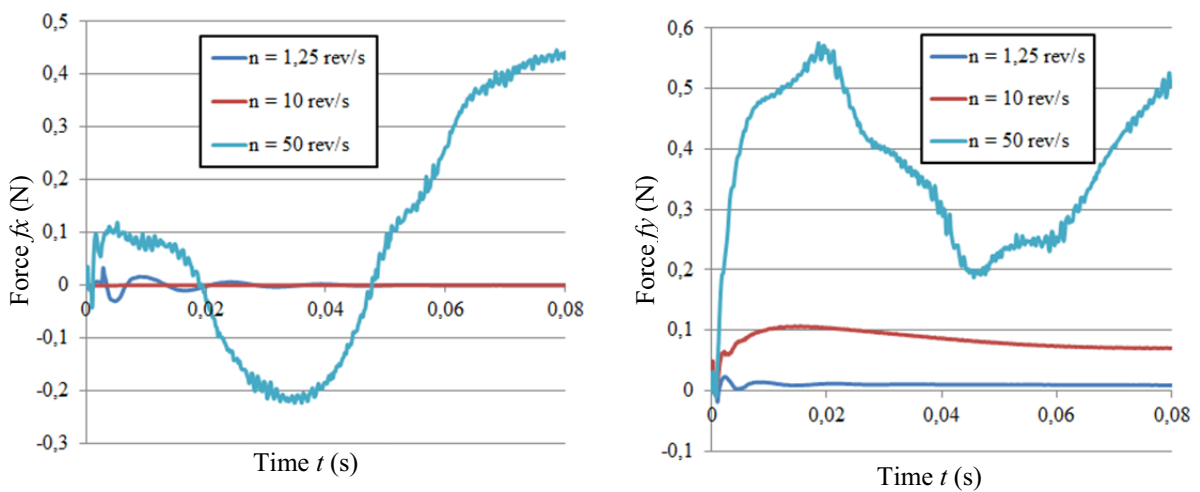 0,5
0,4
0,3
0,2
0,1
0
-0,1
-0,2
-0,3
Force fx (N)
n = 1,25 rev/s
n = 10 rev/s
n = 50 rev/s
0
0,02
0,04
0,06
0,08
Time t (s)
0,6
0,5
0,4
0,3
0,2
0,1
0
-0,1
Force fy (N)
n = 1,25 rev/s
n = 10 rev/s
n = 50 rev/s
0
0,02
0,04
0,06
0,08
Time t (s)